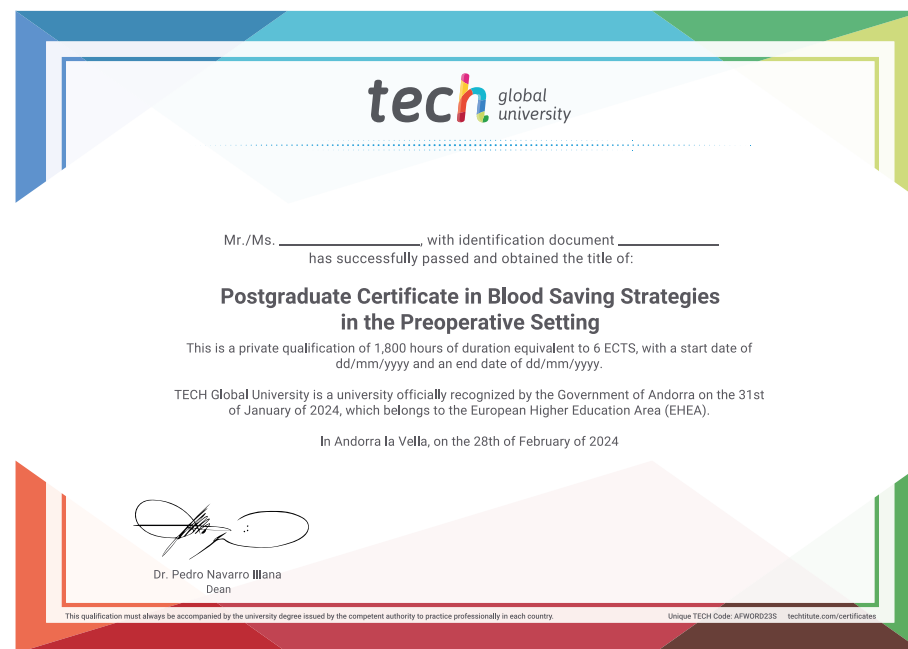 tech global university
Mr./Ms. ____________________, with identification document ______________
has successfully passed and obtained the title of:
Postgraduate Certificate in Blood Saving Strategies
in the Preoperative Setting
This is a private qualification of 1,800 hours of duration equivalent to 6 ECTS, with a start date of
dd/mm/yyyy and an end date of dd/mm/yyyy.
TECH Global University is a university officially recognized by the Government of Andorra on the 31st
of January of 2024, which belongs to the European Higher Education Area (EHEA).
In Andorra la Vella, on the 28th of February of 2024
Dr. Pedro Navarro Illana
Dean
This qualification must always be accompanied by the university degree issued by the competent authority to practice professionally in each country.
Unique TECH Code: AFWORD23S techtitute.com/certificates